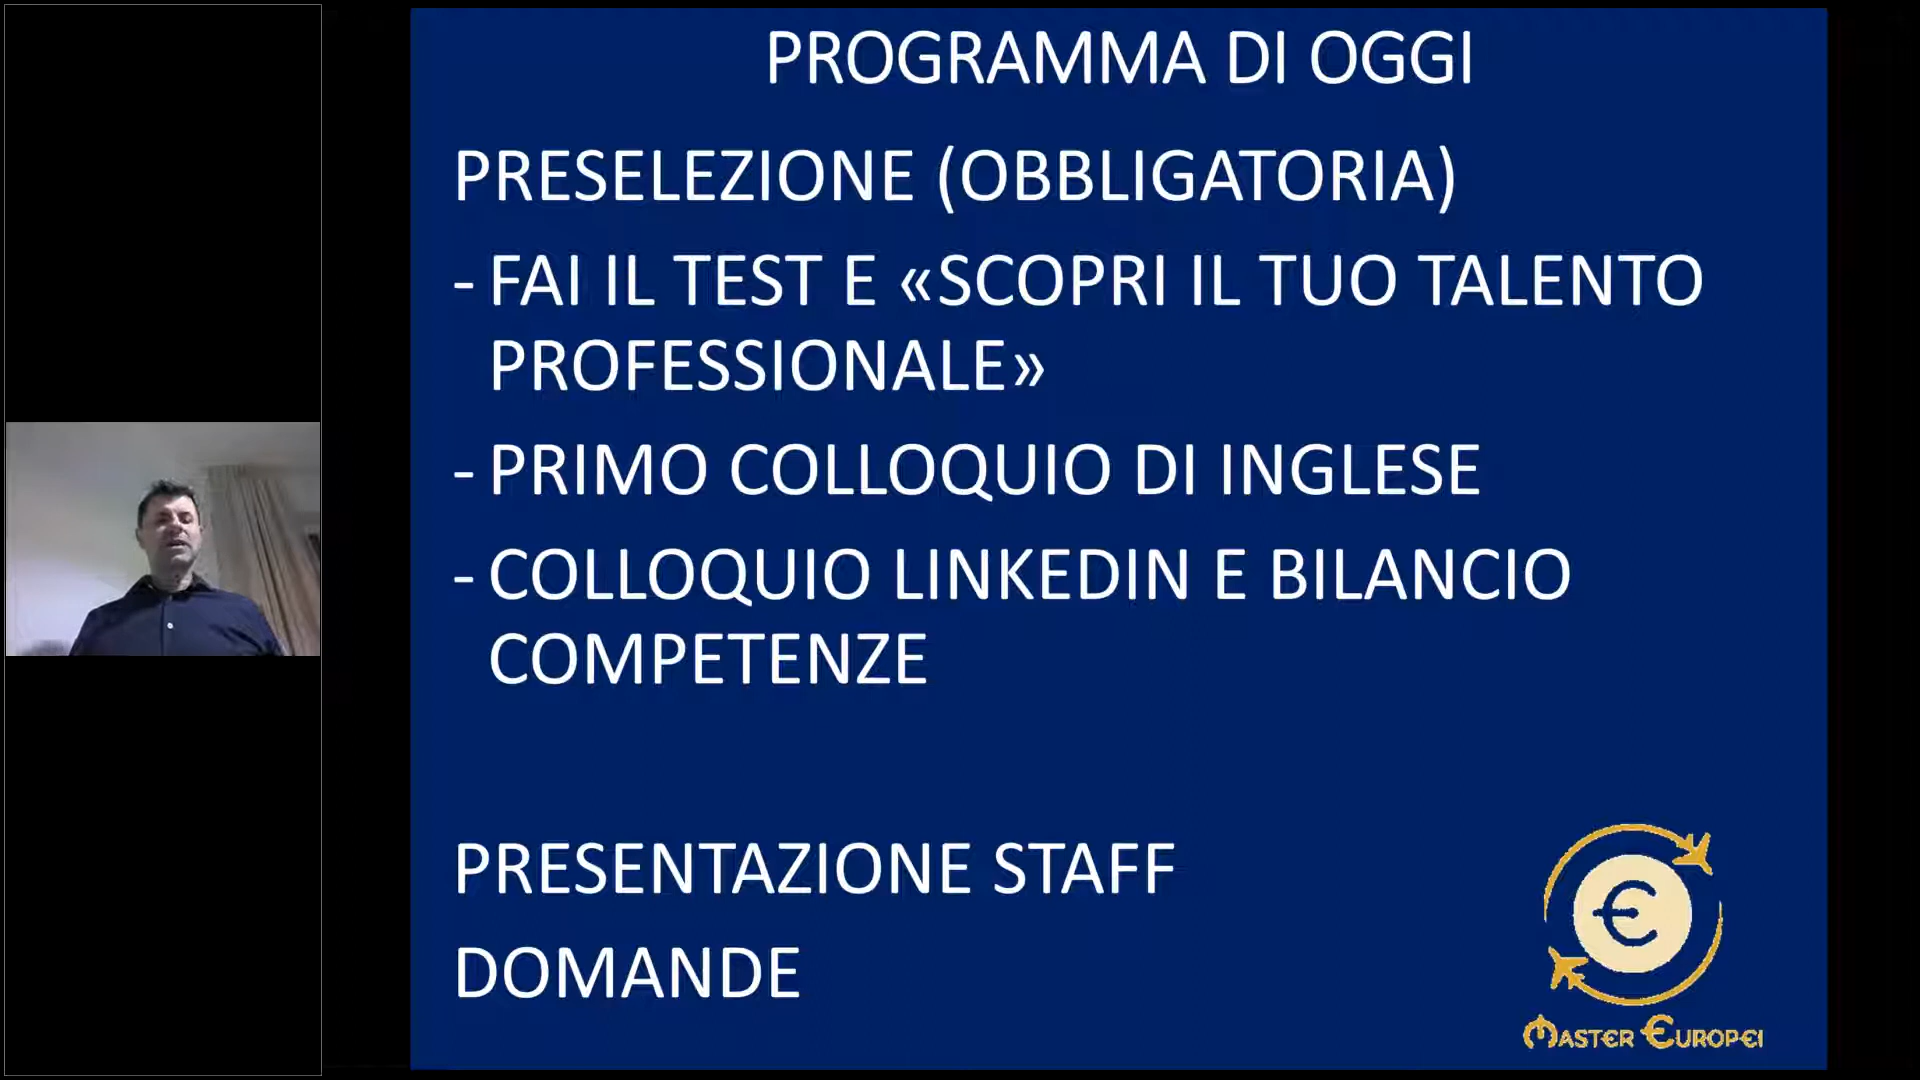 PROGRAMMA DI OGGI
PRESELEZIONE (OBBLIGATORIA)
- FAI IL TEST E «SCOPRI IL TUO TALENTO
PROFESSIONALE»
- PRIMO COLLOQUIO DI INGLESE
- COLLOQUIO LINKEDIN E BILANCIO
COMPETENZE
PRESENTAZIONE STAFF
DOMANDE
€
MASTER EUROPEI